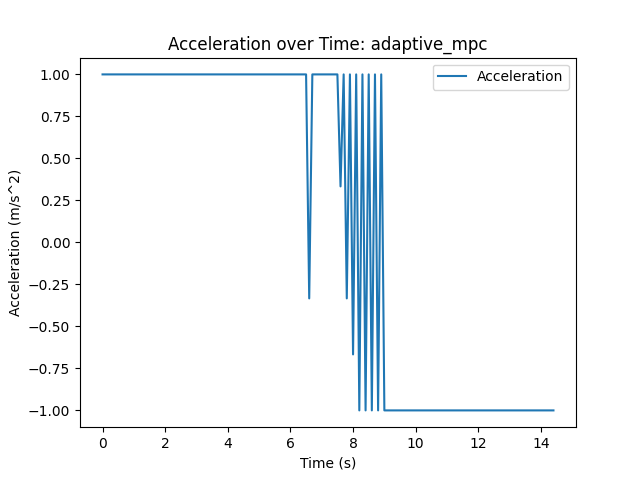 Acceleration over Time: adaptive_mpc
Acceleration
Acceleration (m/s^2)
1.00
0.75
0.50
0.25
0.00
−0.25
−0.50
−0.75
−1.00
0 2 4 6 8 10 12 14
Time (s)